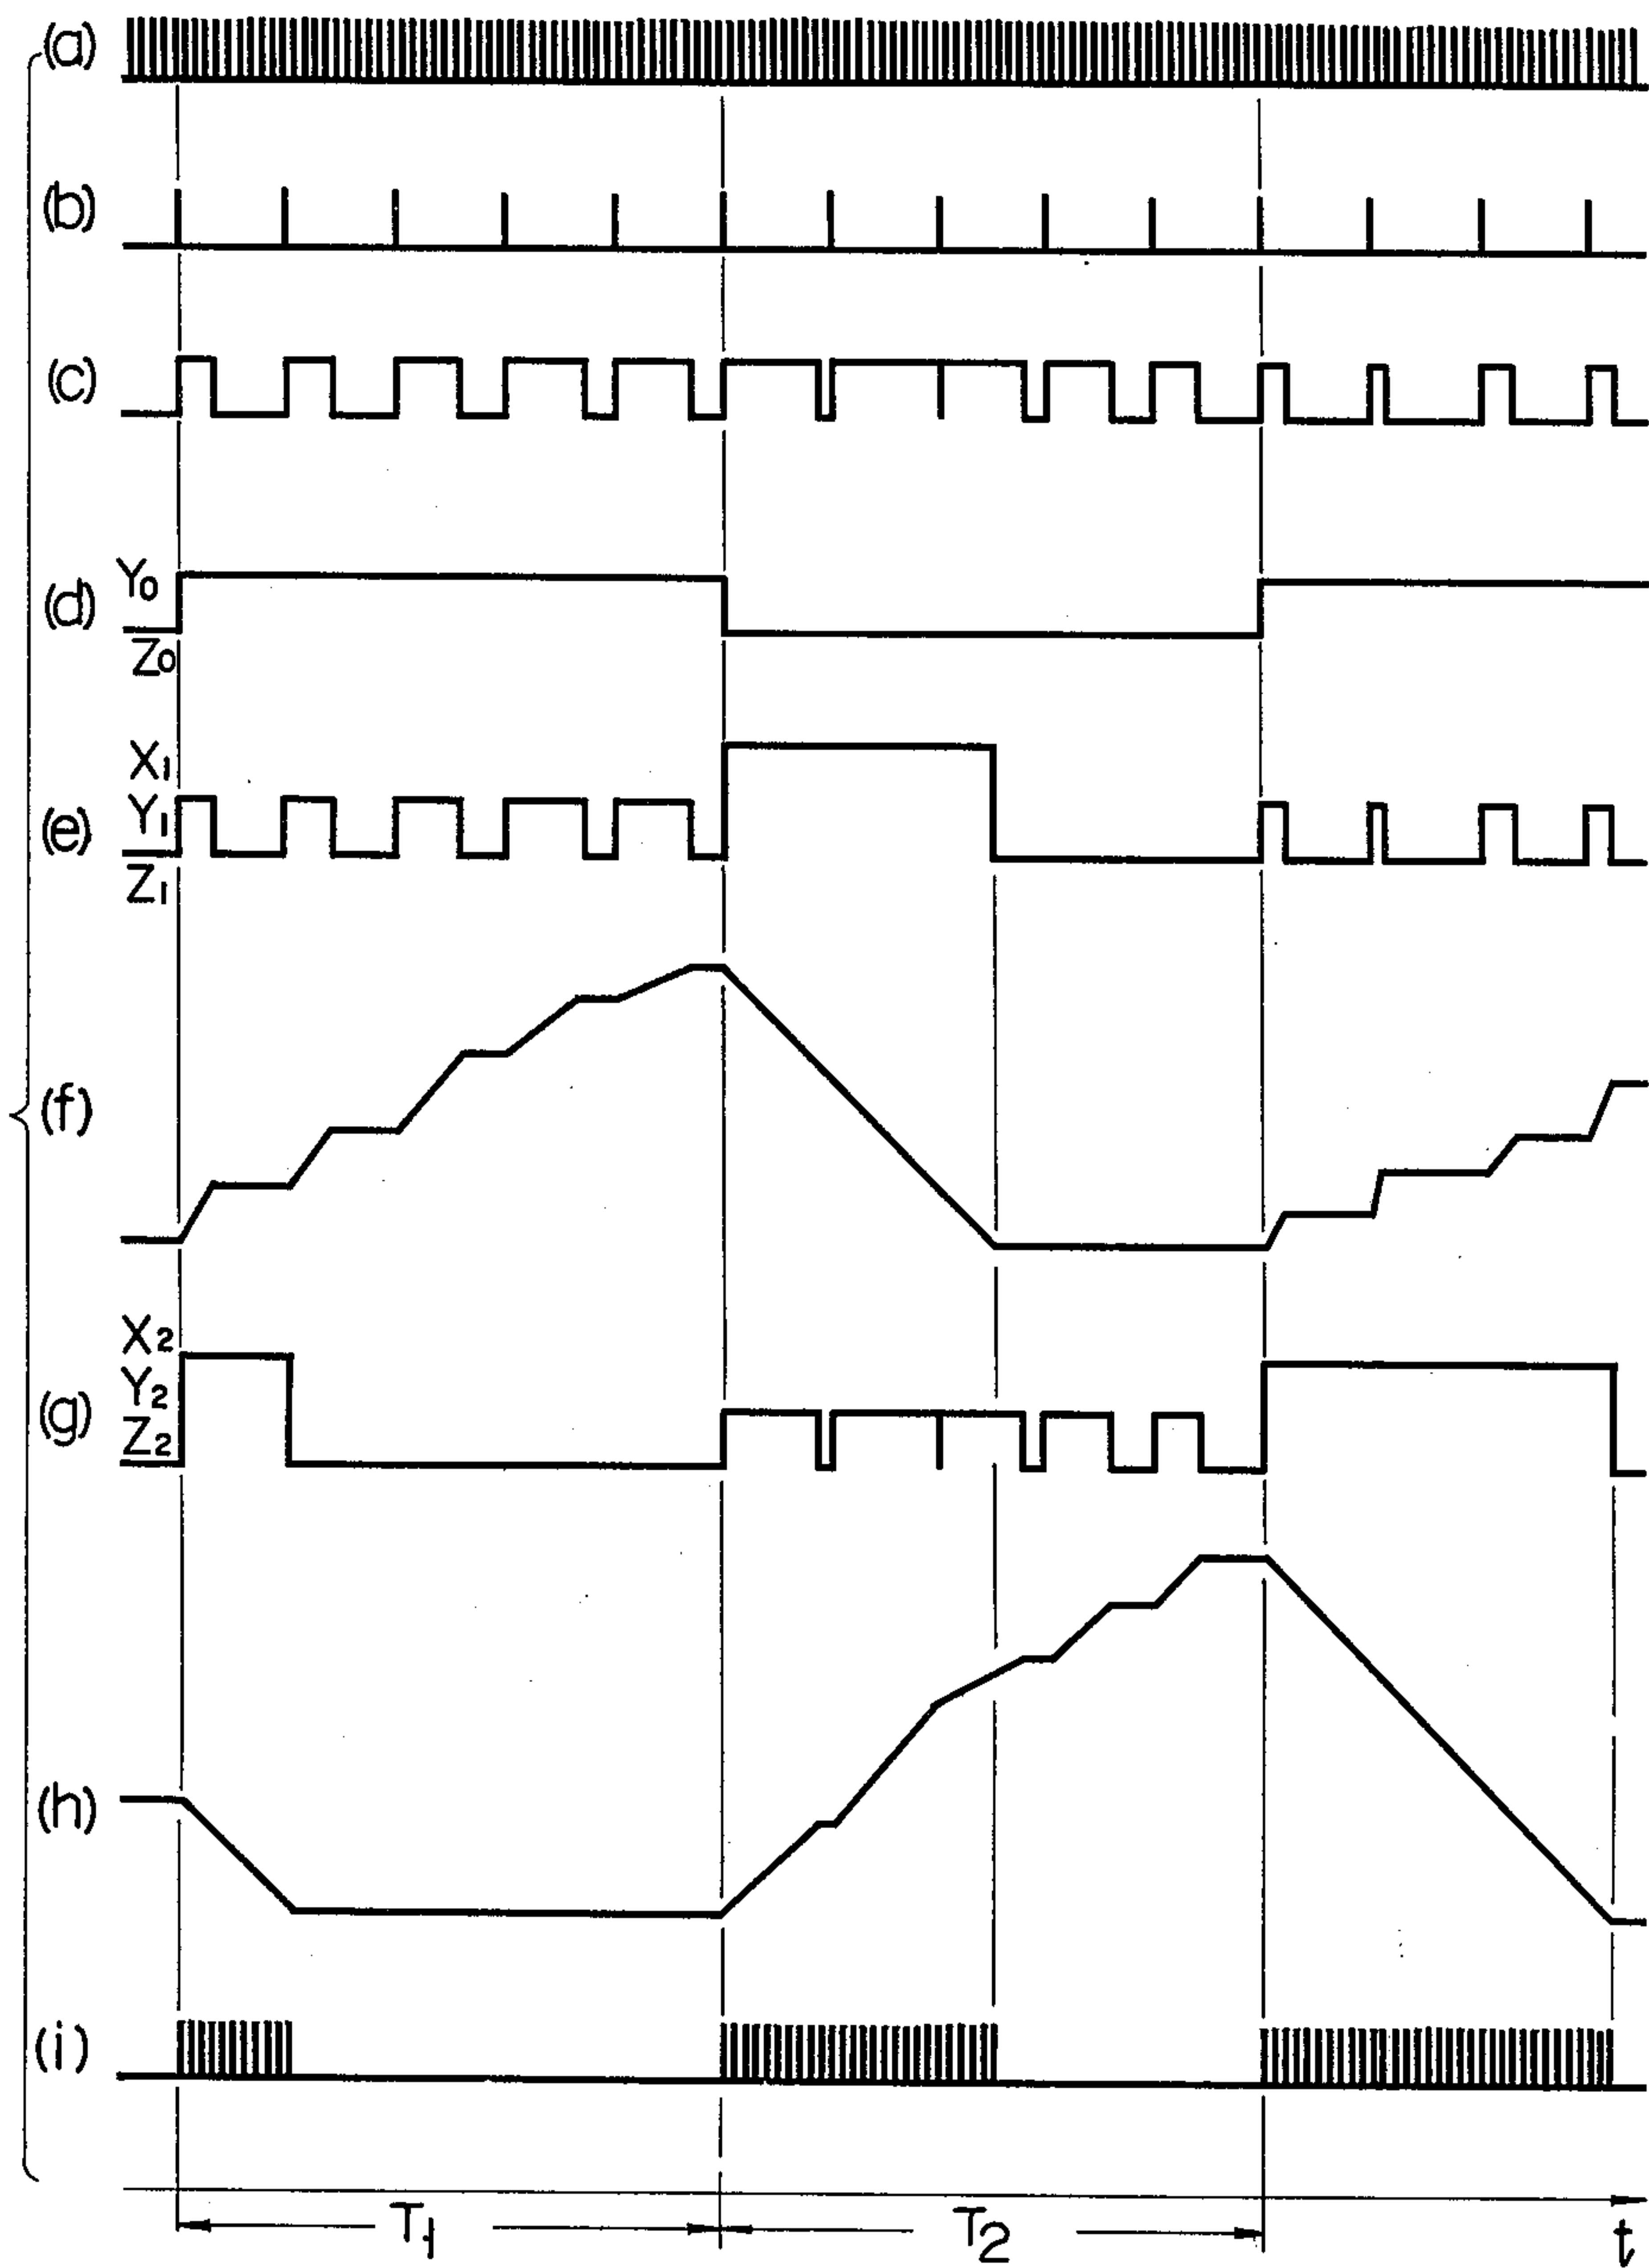 (a)
(b)
(c)
(d)
Y₀
Z₀
(e)
X₁
Y₁
Z₁
(f)
(g)
X₂
Y₂
Z₂
(h)
(i)
T₁
T₂
t